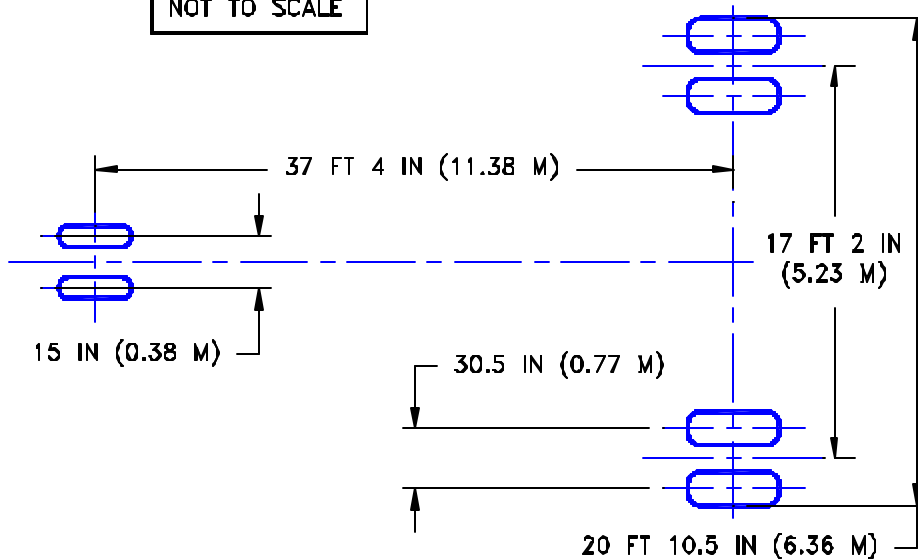 NOT TO SCALE
37 FT 4 IN (11.38 M)
17 FT 2 IN
(5.23 M)
15 IN (0.38 M)
30.5 IN (0.77 M)
20 FT 10.5 IN (6.36 M)